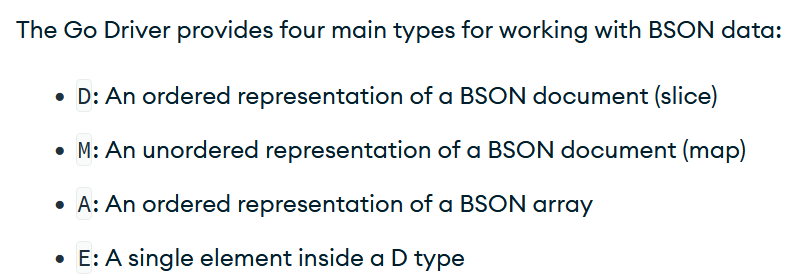 The Go Driver provides four main types for working with BSON data:
• D: An ordered representation of a BSON document (slice)
• M: An unordered representation of a BSON document (map)
• A: An ordered representation of a BSON array
• E: A single element inside a D type